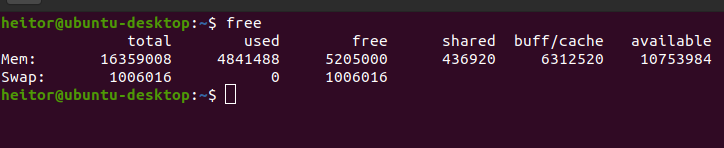 heitor@ubuntu-desktop:~$ free
total used free shared buff/cache available
Mem: 16359008 4841488 5205000 436920 6312520 10753984
Swap: 1006016 0 1006016
heitor@ubuntu-desktop:~$